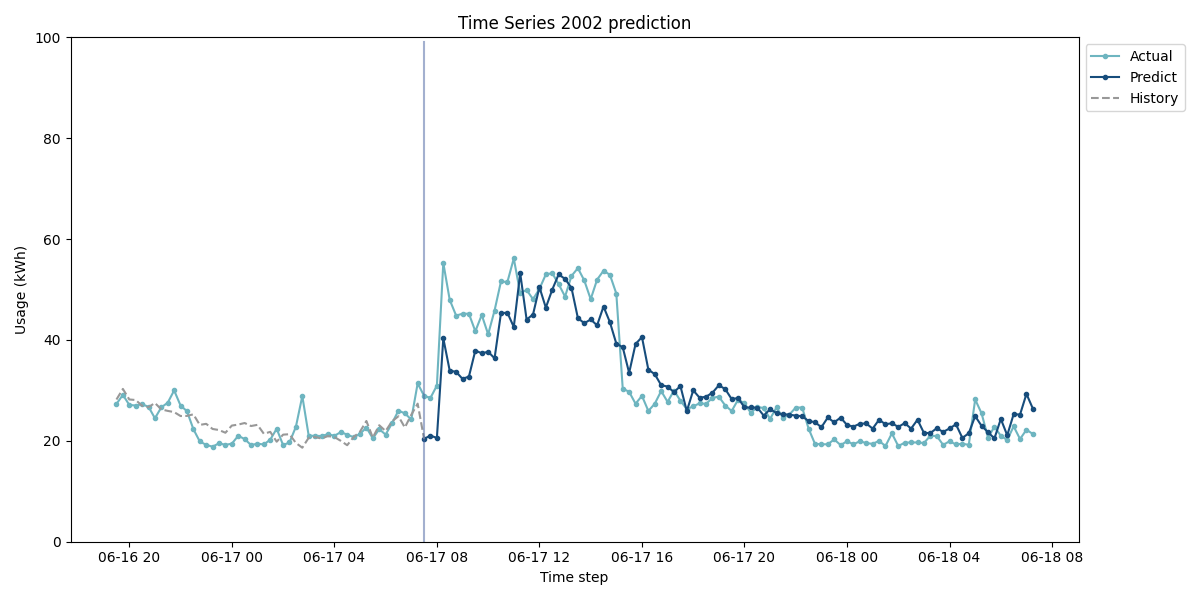 Time Series 2002 prediction
Usage (kWh)
100
80
60
40
20
0
06-16 20
06-17 00
06-17 04
06-17 08
06-17 12
06-17 16
06-17 20
06-18 00
06-18 04
06-18 08
Time step
Actual
Predict
History